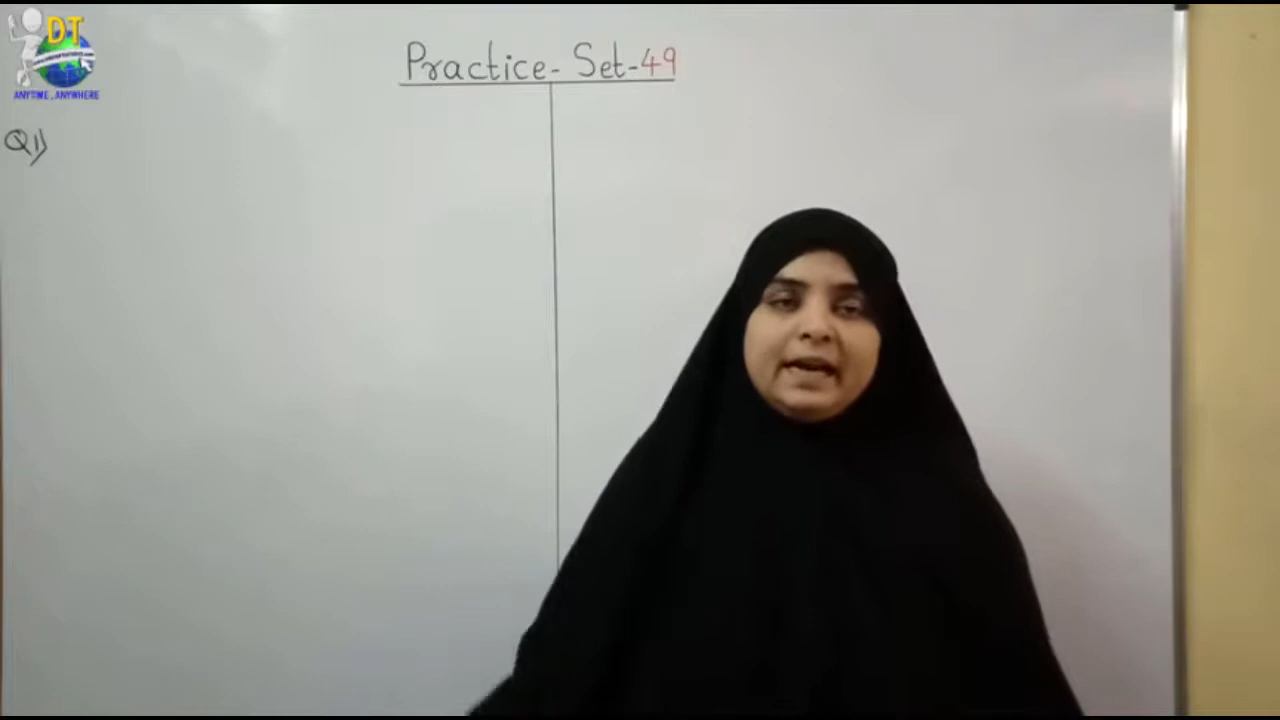 DT
ANYTIME, ANYWHERE
Practice- Set-49
Q1)